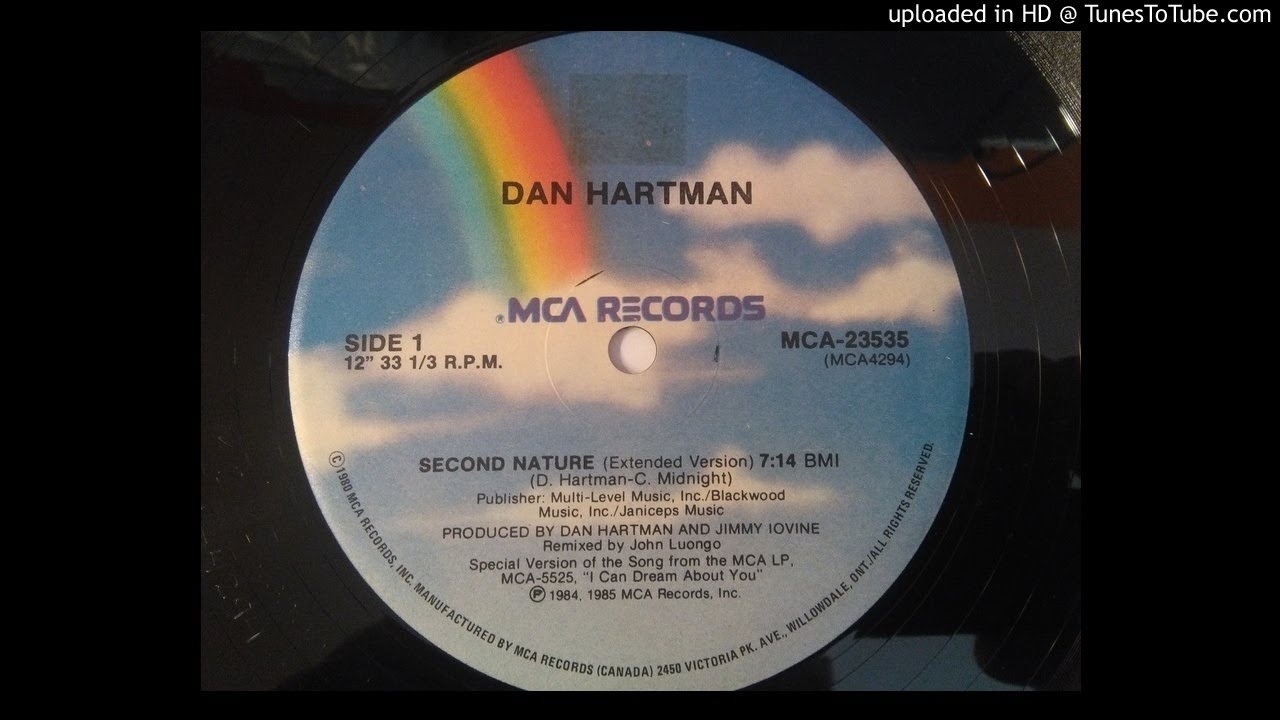 uploaded in HD @ TunesToTube.com
DAN HARTMAN
®MCA RECORDS
SIDE 1
12" 33 1/3 R.P.M.
MCA-23535
(MCA4294)
SECOND NATURE (Extended Version) 7:14 BMI
(D. Hartman-C. Midnight)
Publisher: Multi-Level Music, Inc./Blackwood
Music, Inc./Janiceps Music
PRODUCED BY DAN HARTMAN AND JIMMY IOVINE
Remixed by John Luongo
Special Version of the Song from the MCA LP,
MCA-5525, "I Can Dream About You"
℗ 1984, 1985 MCA Records, Inc.
©1980 MCA RECORDS, INC. MANUFACTURED BY MCA RECORDS (CANADA) 2450 VICTORIA PK. AVE., WILLOWDALE, ONT./ALL RIGHTS RESERVED.